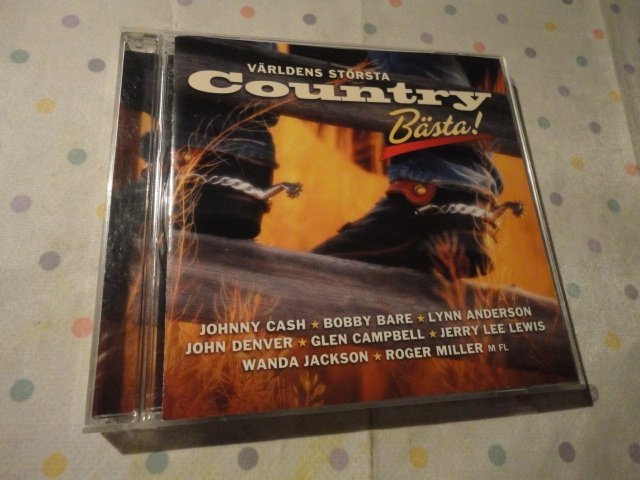 VÄRLDENS STÖRSTA
Country
Bästa!
JOHNNY CASH ★ BOBBY BARE ★ LYNN ANDERSON
JOHN DENVER ★ GLEN CAMPBELL ★ JERRY LEE LEWIS
WANDA JACKSON ★ ROGER MILLER M FL